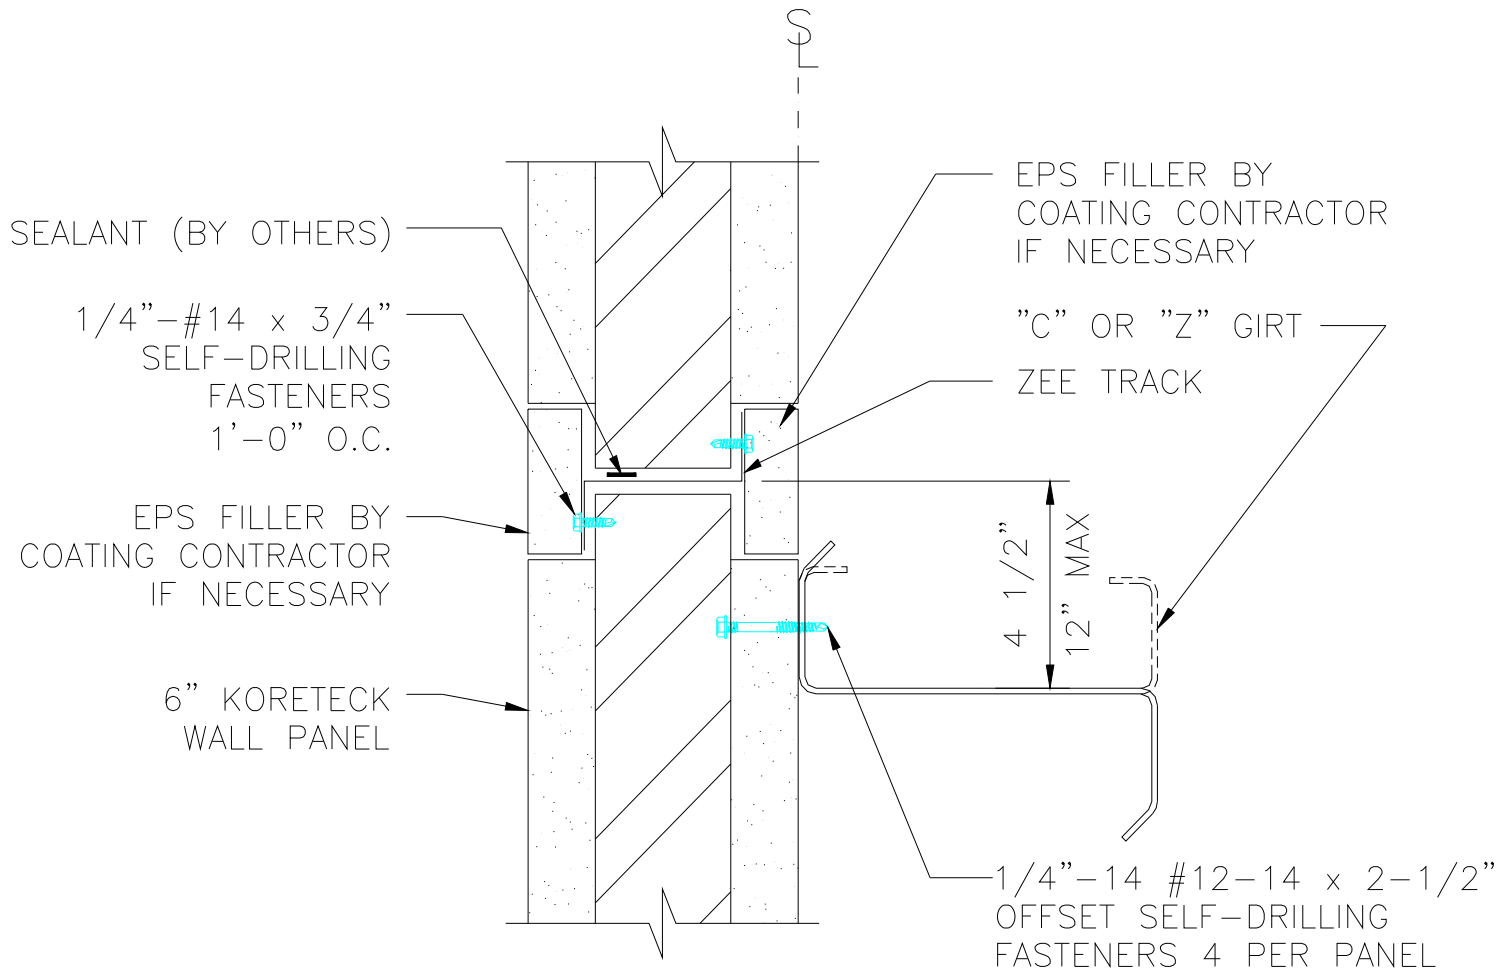 SL
EPS FILLER BY
COATING CONTRACTOR
IF NECESSARY
SEALANT (BY OTHERS)
1/4”-#14 x 3/4”
SELF-DRILLING
FASTENERS
1’-0” O.C.
”C” OR ”Z” GIRT
ZEE TRACK
EPS FILLER BY
COATING CONTRACTOR
IF NECESSARY
4 1/2”
12” MAX
6” KORETECK
WALL PANEL
1/4”-14 #12-14 x 2-1/2”
OFFSET SELF-DRILLING
FASTENERS 4 PER PANEL